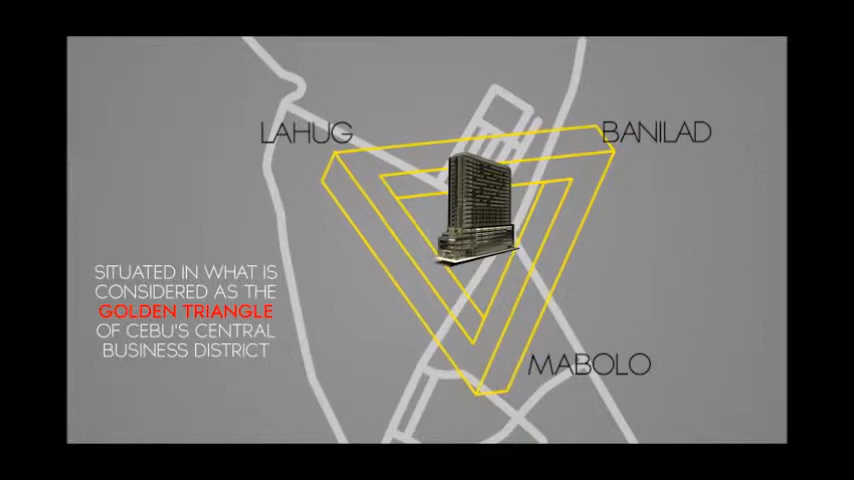 LAHUG
BANILAD
SITUATED IN WHAT IS
CONSIDERED AS THE
GOLDEN TRIANGLE
OF CEBU'S CENTRAL
BUSINESS DISTRICT
MABOLO